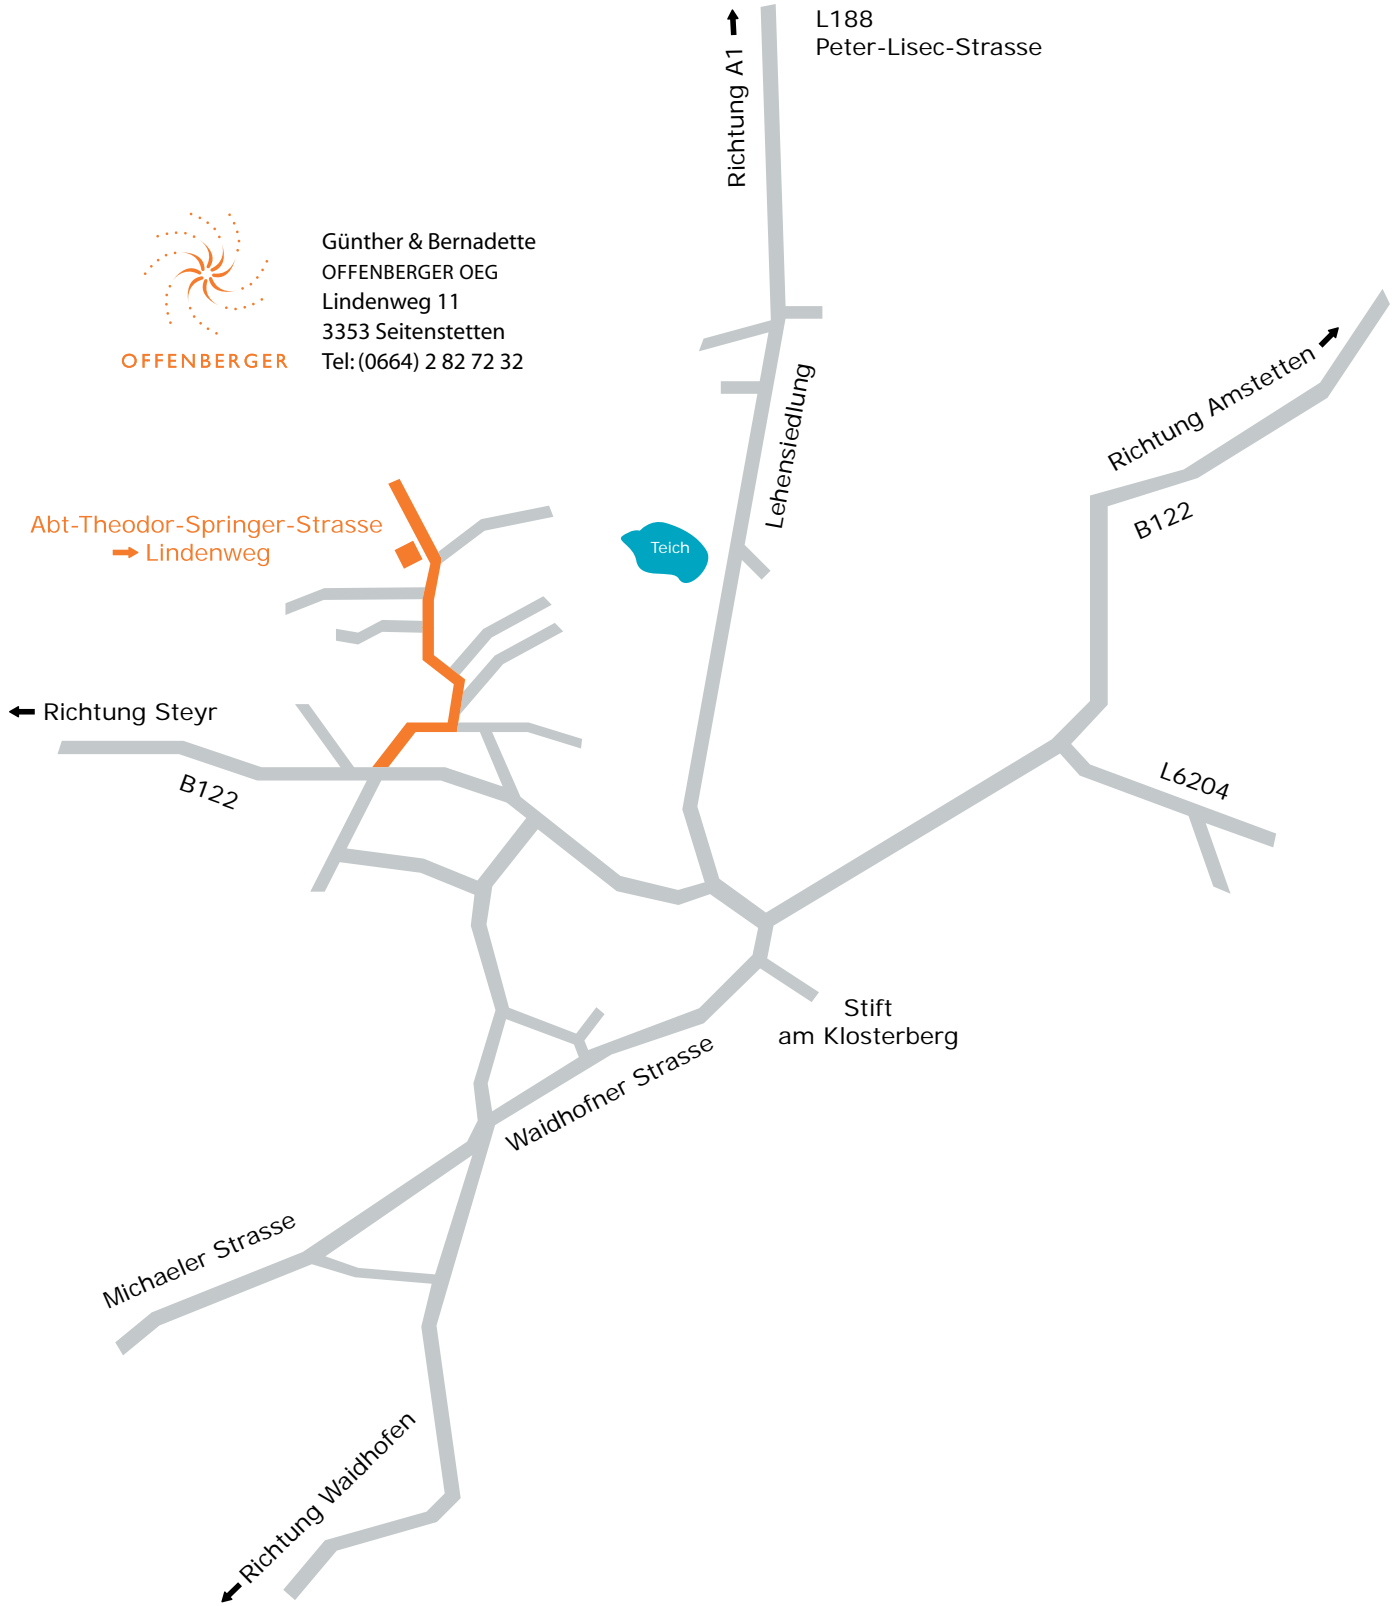 L188
Peter-Lisec-Strasse
Richtung A1
Günther & Bernadette
OFFENBERGER OEG
Lindenweg 11
3353 Seitenstetten
Tel: (0664) 2 82 72 32
OFFENBERGER
Richtung Amstetten
B122
Lehensiedlung
Abt-Theodor-Springer-Strasse
Lindenweg
Teich
Richtung Steyr
B122
L6204
Stift
am Klosterberg
Waidhofner Strasse
Michaeler Strasse
Richtung Waidhofen